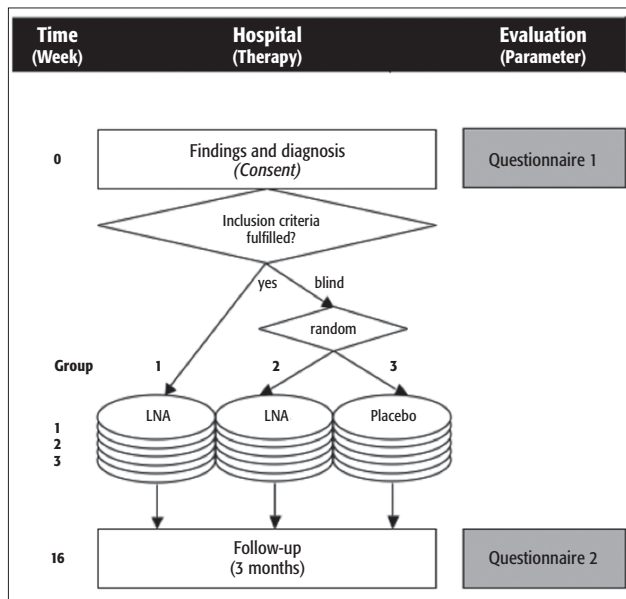 Time Hospital Evaluation
(Week) (Therapy) (Parameter)
0 Findings and diagnosis Questionnaire 1
(Consent)
Inclusion criteria
fulfilled?
yes blind
random
Group 1 2 3
LNA LNA Placebo
1
2
3
16 Follow-up Questionnaire 2
(3 months)